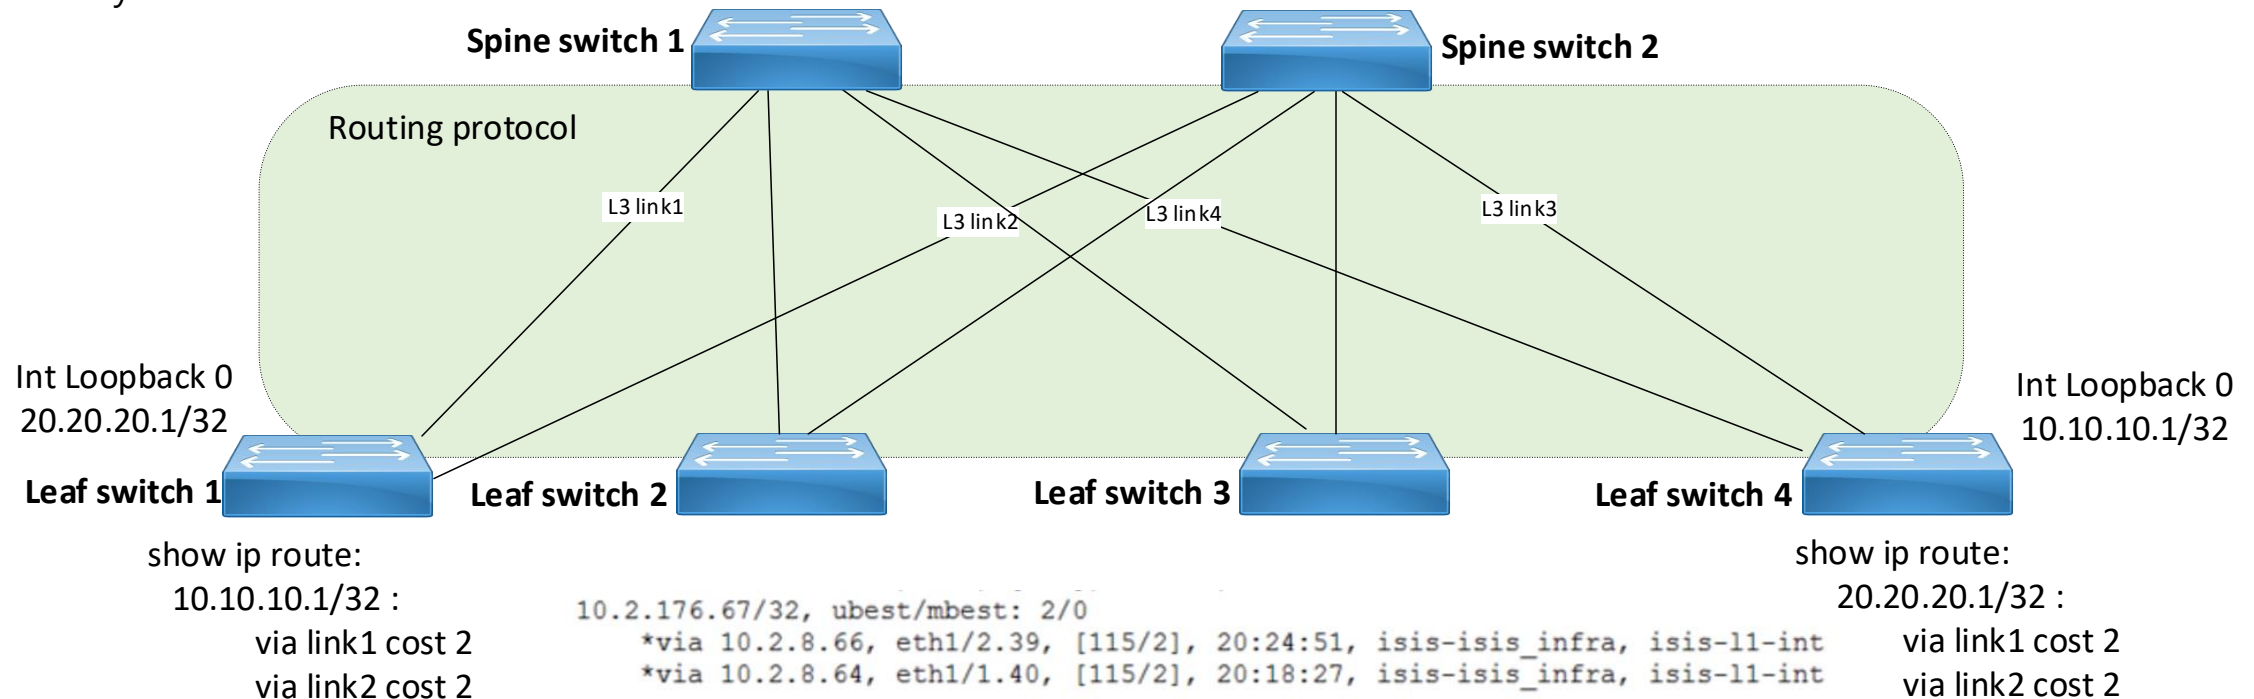 Spine switch 1
Spine switch 2
Routing protocol
L3 link1
L3 link2
L3 link4
L3 link3
Int Loopback 0
20.20.20.1/32
Int Loopback 0
10.10.10.1/32
Leaf switch 1
Leaf switch 2
Leaf switch 3
Leaf switch 4
show ip route:
10.10.10.1/32 :
via link1 cost 2
via link2 cost 2
10.2.176.67/32, ubest/mbest: 2/0
*via 10.2.8.66, eth1/2.39, [115/2], 20:24:51, isis-isis_infra, isis-l1-int
*via 10.2.8.64, eth1/1.40, [115/2], 20:18:27, isis-isis_infra, isis-l1-int
show ip route:
20.20.20.1/32 :
via link1 cost 2
via link2 cost 2